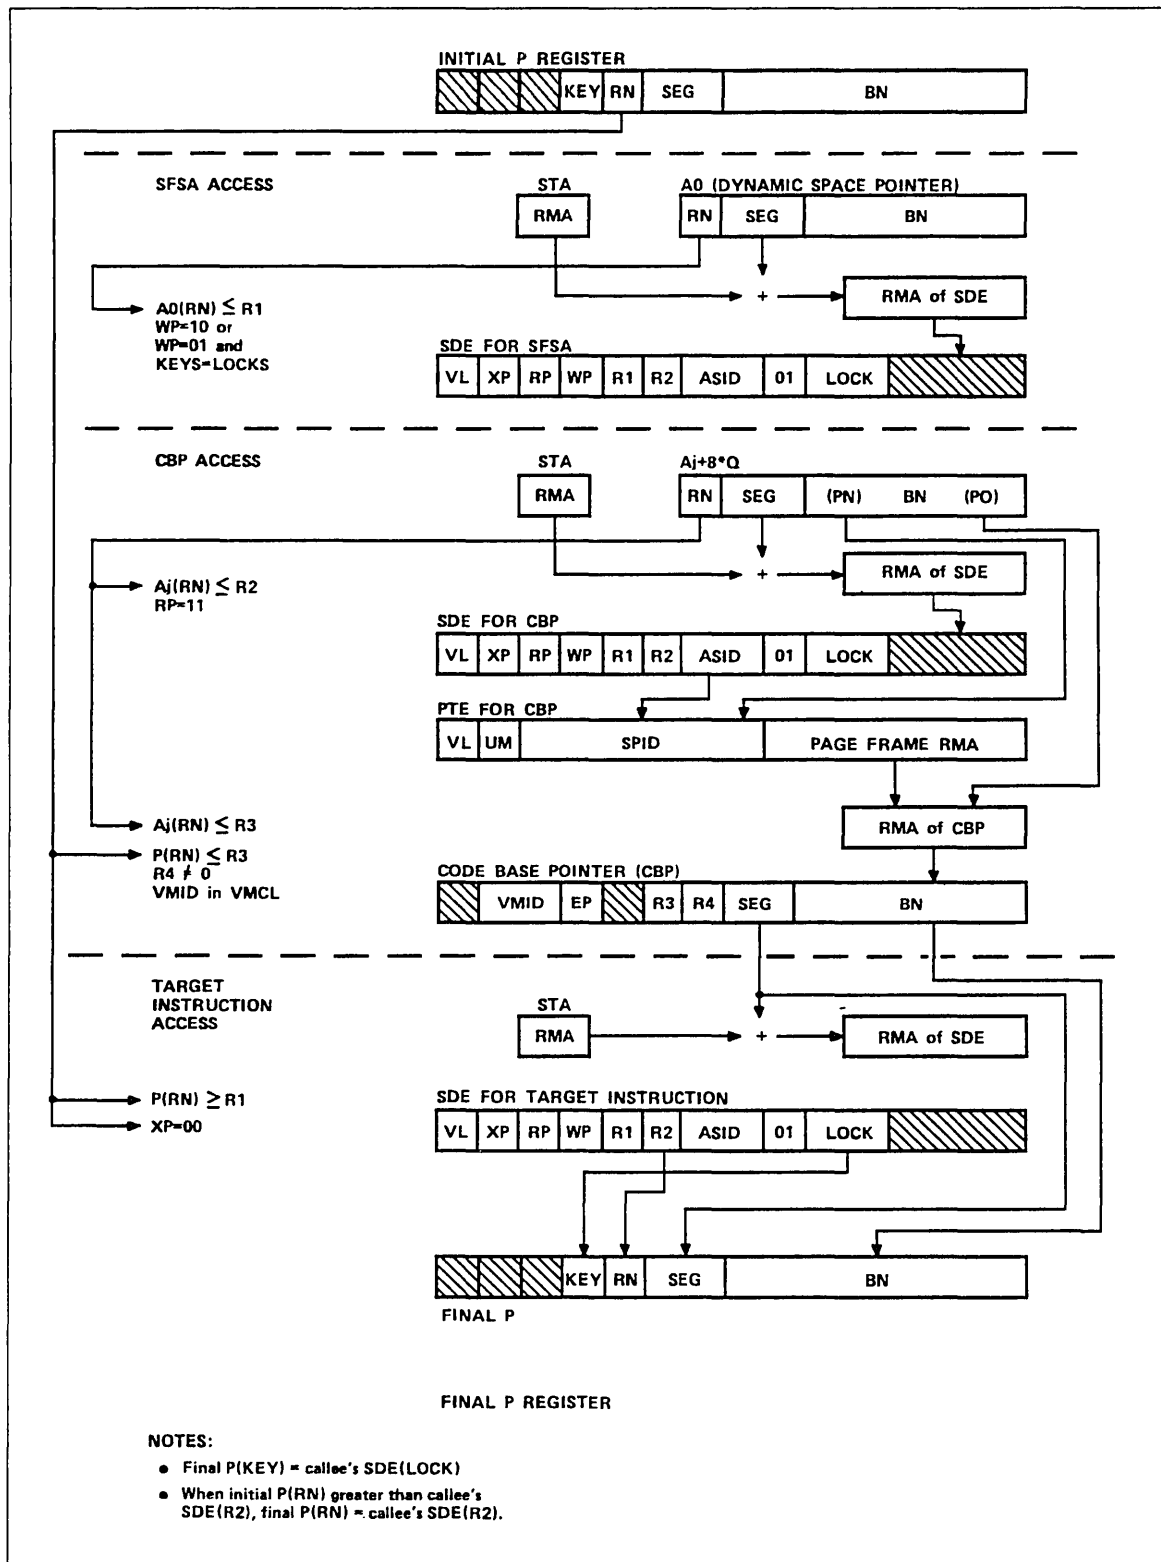 INITIAL P REGISTER
KEY RN SEG BN
SFSA ACCESS
STA
A0 (DYNAMIC SPACE POINTER)
RMA
RN SEG BN
A0(RN) ≤ R1
WP=10 or
WP=01 and
KEYS=LOCKS
+
RMA of SDE
SDE FOR SFSA
VL XP RP WP R1 R2 ASID 01 LOCK
CBP ACCESS
STA
Aj+8*Q
RMA
RN SEG (PN) BN (PO)
Aj(RN) ≤ R2
RP=11
+
RMA of SDE
SDE FOR CBP
VL XP RP WP R1 R2 ASID 01 LOCK
PTE FOR CBP
VL UM SPID PAGE FRAME RMA
Aj(RN) ≤ R3
RMA of CBP
P(RN) ≤ R3
R4 ≠ 0
VMID in VMCL
CODE BASE POINTER (CBP)
VMID EP R3 R4 SEG BN
TARGET
INSTRUCTION
ACCESS
STA
RMA
+
RMA of SDE
P(RN) ≥ R1
XP=00
SDE FOR TARGET INSTRUCTION
VL XP RP WP R1 R2 ASID 01 LOCK
KEY RN SEG BN
FINAL P
FINAL P REGISTER
NOTES:
● Final P(KEY) = callee's SDE(LOCK)
● When initial P(RN) greater than callee's
SDE(R2), final P(RN) = callee's SDE(R2).